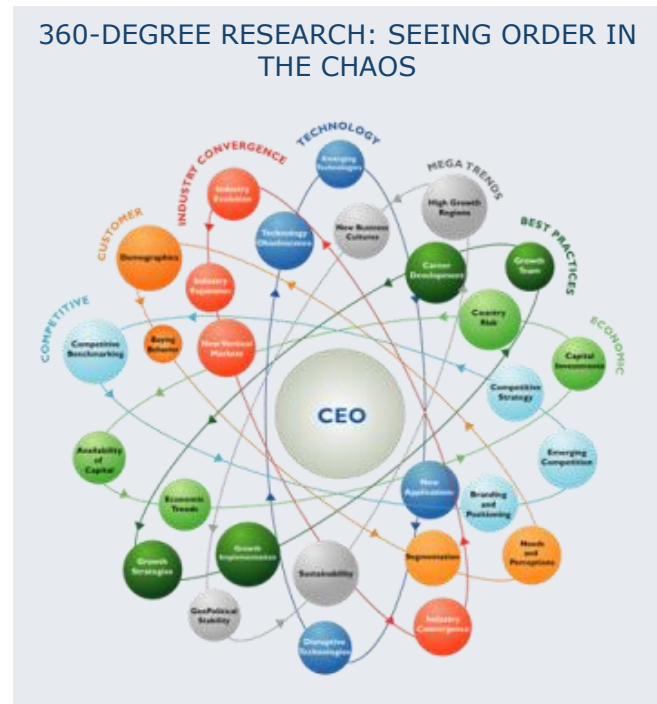 360-DEGREE RESEARCH: SEEING ORDER IN
THE CHAOS
TECHNOLOGY
INDUSTRY CONVERGENCE
MEGA TRENDS
CUSTOMER
BEST PRACTICES
COMPETITIVE
ECONOMIC
Emerging
Technologies
Industry
Evolution
High Growth
Regions
New Business
Cultures
Technology
Obsolescence
Demographics
Career
Development
Growth
Team
Industry
Expansion
Country
Risk
Competitive
Benchmarking
Buying
Behavior
New Vertical
Markets
Capital
Investments
CEO
Competitive
Strategy
Availability
of
Capital
Emerging
Competition
New
Applications
Economic
Trends
Branding
and
Positioning
Growth
Strategies
Growth
Implementation
Sustainability
Segmentation
Needs
and
Perceptions
GeoPolitical
Stability
Industry
Convergence
Disruptive
Technologies